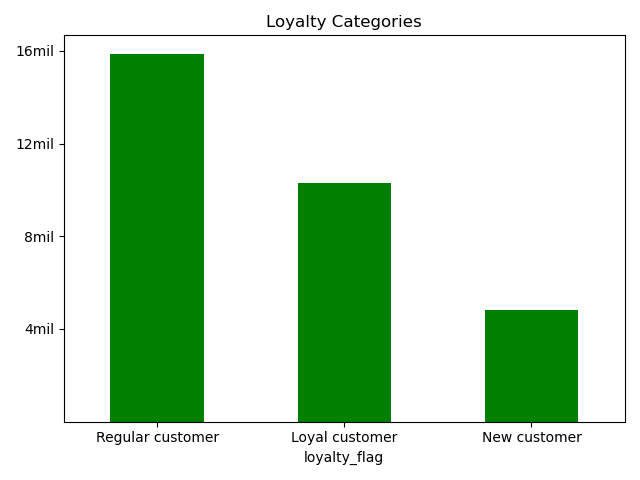 Loyalty Categories
16mil
12mil
8mil
4mil
Regular customer
Loyal customer
New customer
loyalty_flag